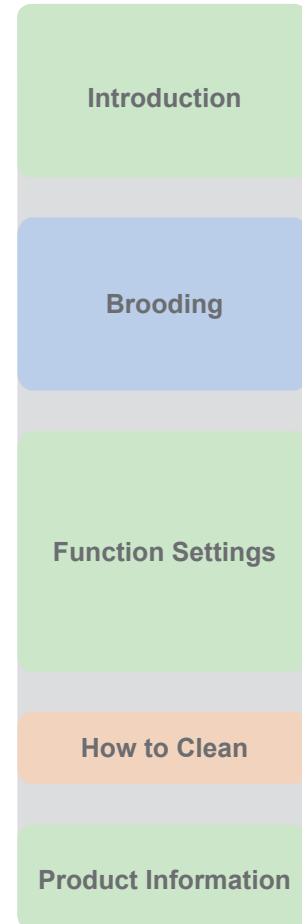 Introduction
Brooding
Function Settings
How to Clean
Product Information